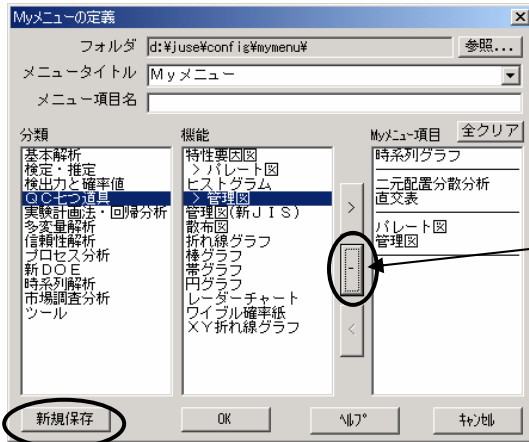 Myメニューの定義
フォルダ d:¥juse¥config¥mymenu¥ 参照...
メニュータイトル Myメニュー
メニュー項目名
分類
基本解析
検定・推定
検出力と確率値
QC七つ道具
実験計画法・回帰分析
多変量解析
信頼性解析
プロセス分析
新DOE
時系列解析
市場調査分析
ツール
機能
特性要因図
>パレート図
ヒストグラム
>管理図
管理図(新JIS)
散布図
折れ線グラフ
棒グラフ
帯グラフ
円グラフ
レーダーチャート
ワイブル確率紙
XY折れ線グラフ
>
-
<
Myメニュー項目 全クリア
時系列グラフ
二元配置分散分析
直交表
パレート図
管理図
新規保存 OK ヘルプ キャンセル